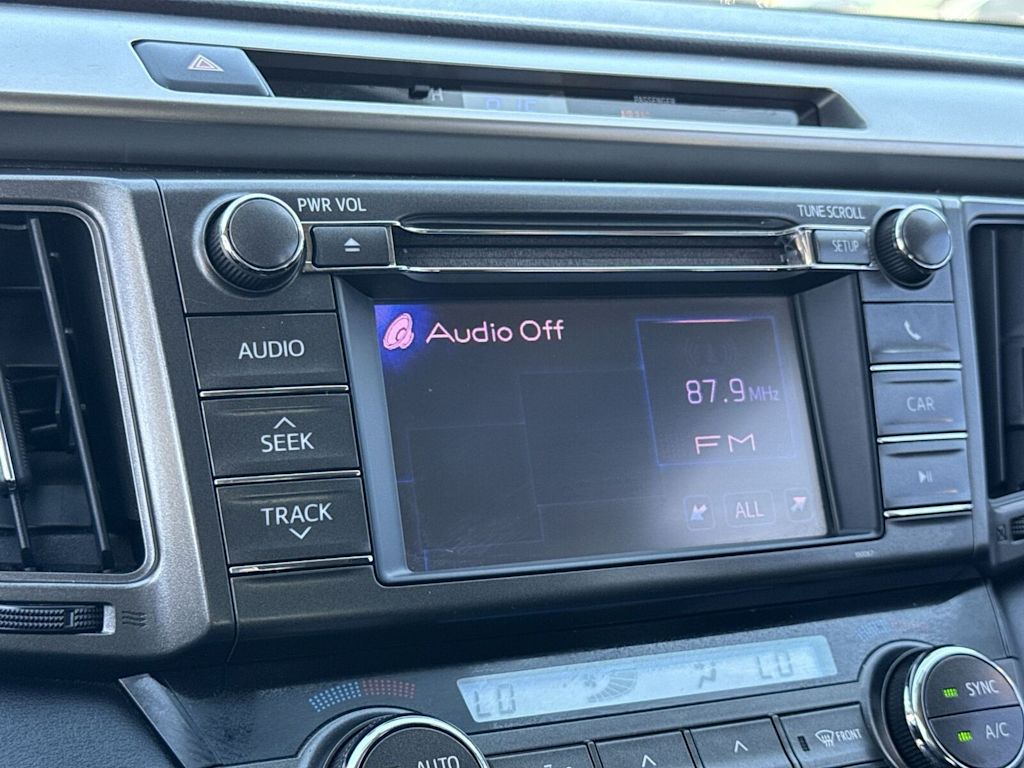 PASSENGER
PWR VOL
TUNE SCROLL
SETUP
AUDIO
SEEK
TRACK
Audio Off
87.9 MHz
FM
ALL
CAR
LO
LO
AUTO
FRONT
SYNC
A/C